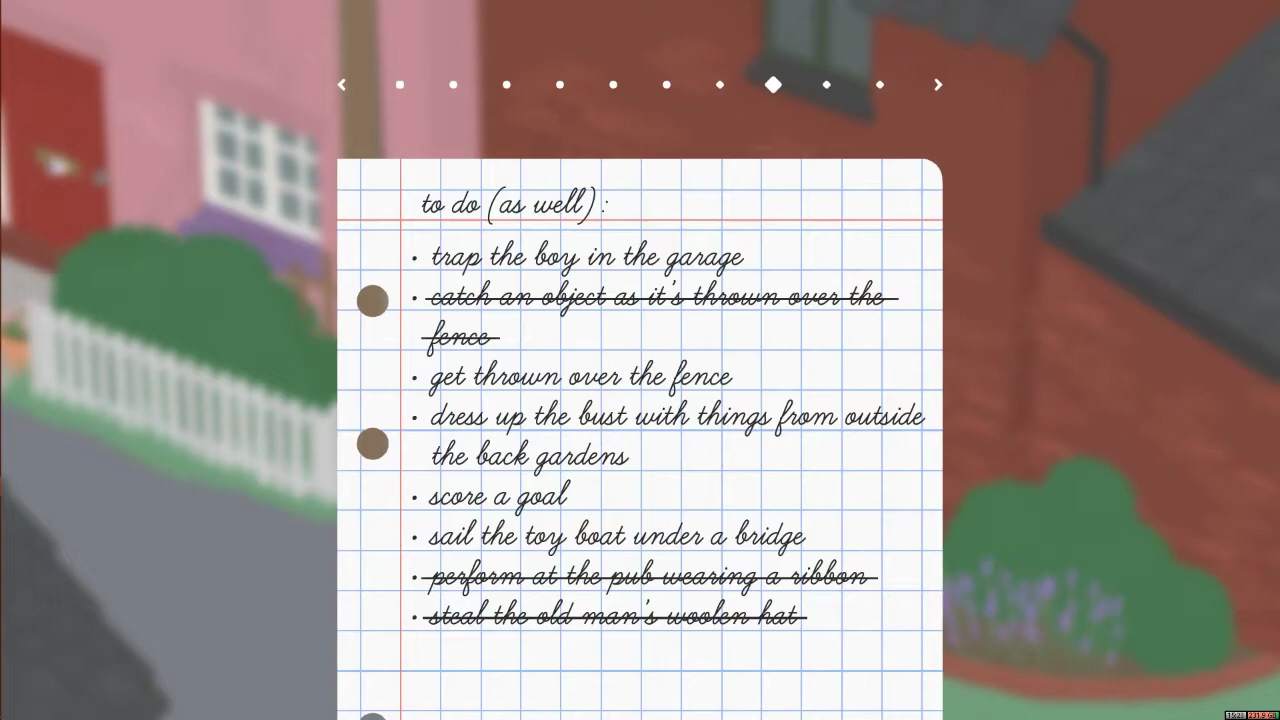 to do (as well):
• trap the boy in the garage
• catch an object as it's thrown over the
fence
• get thrown over the fence
• dress up the bust with things from outside
the back gardens
• score a goal
• sail the toy boat under a bridge
• perform at the pub wearing a ribbon
• steal the old man's woolen hat